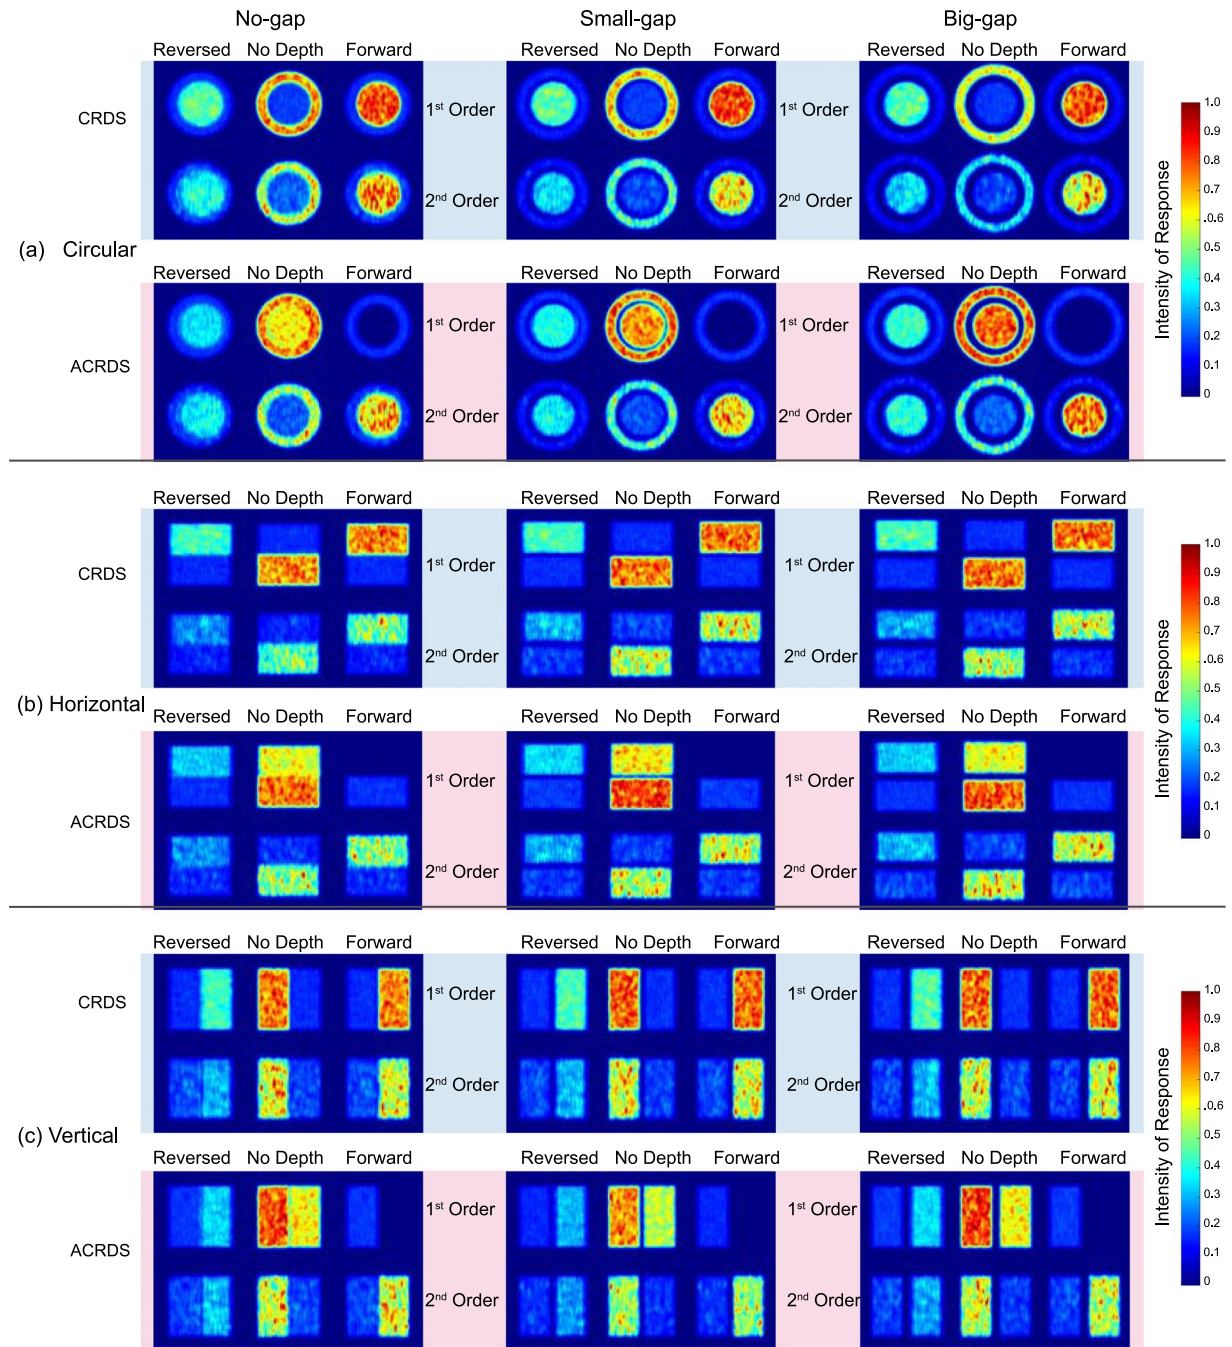 No-gap Small-gap Big-gap
Reversed No Depth Forward Reversed No Depth Forward Reversed No Depth Forward
CRDS 1st Order 1st Order
2nd Order 2nd Order
(a) Circular
Reversed No Depth Forward Reversed No Depth Forward Reversed No Depth Forward
ACRDS 1st Order 1st Order
2nd Order 2nd Order
1.0
0.9
0.8
0.7
0.6
0.5
0.4
0.3
0.2
0.1
0
Intensity of Response
Reversed No Depth Forward Reversed No Depth Forward Reversed No Depth Forward
CRDS 1st Order 1st Order
2nd Order 2nd Order
(b) Horizontal
Reversed No Depth Forward Reversed No Depth Forward Reversed No Depth Forward
ACRDS 1st Order 1st Order
2nd Order 2nd Order
1.0
0.9
0.8
0.7
.06
0.5
0.4
0.3
0.2
0.1
0
Intensity of Response
Reversed No Depth Forward Reversed No Depth Forward Reversed No Depth Forward
CRDS 1st Order 1st Order
2nd Order 2nd Order
(c) Vertical
Reversed No Depth Forward Reversed No Depth Forward Reversed No Depth Forward
ACRDS 1st Order 1st Order
2nd Order 2nd Order
1.0
0.9
0.8
0.7
.06
0.5
0.4
0.3
0.2
0.1
0
Intensity of Response